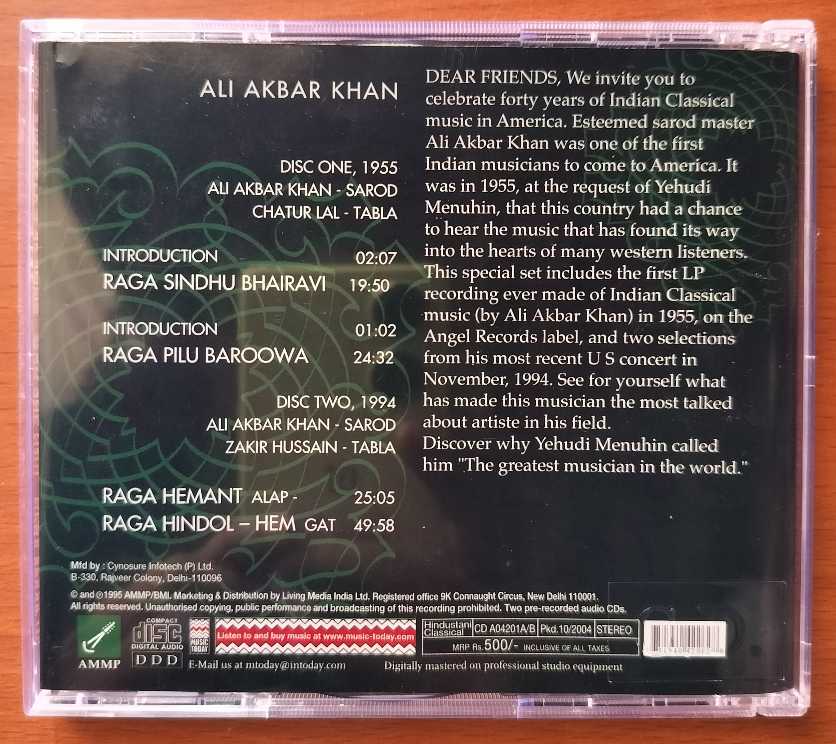 ALI AKBAR KHAN
DISC ONE, 1955
ALI AKBAR KHAN - SAROD
CHATUR LAL - TABLA
INTRODUCTION 02:07
RAGA SINDHU BHAIRAVI 19:50
INTRODUCTION 01:02
RAGA PILU BAROOWA 24:32
DISC TWO, 1994
ALI AKBAR KHAN - SAROD
ZAKIR HUSSAIN - TABLA
RAGA HEMANT ALAP - 25:05
RAGA HINDOL – HEM GAT 49:58
DEAR FRIENDS, We invite you to
celebrate forty years of Indian Classical
music in America. Esteemed sarod master
Ali Akbar Khan was one of the first
Indian musicians to come to America. It
was in 1955, at the request of Yehudi
Menuhin, that this country had a chance
to hear the music that has found its way
into the hearts of many western listeners.
This special set includes the first LP
recording ever made of Indian Classical
music (by Ali Akbar Khan) in 1955, on the
Angel Records label, and two selections
from his most recent U S concert in
November, 1994. See for yourself what
has made this musician the most talked
about artiste in his field.
Discover why Yehudi Menuhin called
him "The greatest musician in the world."
Mfd by : Cynosure Infotech (P) Ltd.
B-330, Rajveer Colony, Delhi-110096
© and ℗1995 AMMP/BMI. Marketing & Distribution by Living Media India Ltd. Registered office 9K Connaught Circus, New Delhi 110001.
All rights reserved. Unauthorised copying, public performance and broadcasting of this recording prohibited. Two pre-recorded audio CDs.
AMMP
COMPACT
disc
DIGITAL AUDIO
DDD
MUSIC
TODAY
Listen to and buy music at www.music-today.com
E-Mail us at mtoday@intoday.com
Hindustani
Classical
CD A04201A/B
Pkd.10/2004
STEREO
MRP Rs.500/- INCLUSIVE OF ALL TAXES
Digitally mastered on professional studio equipment